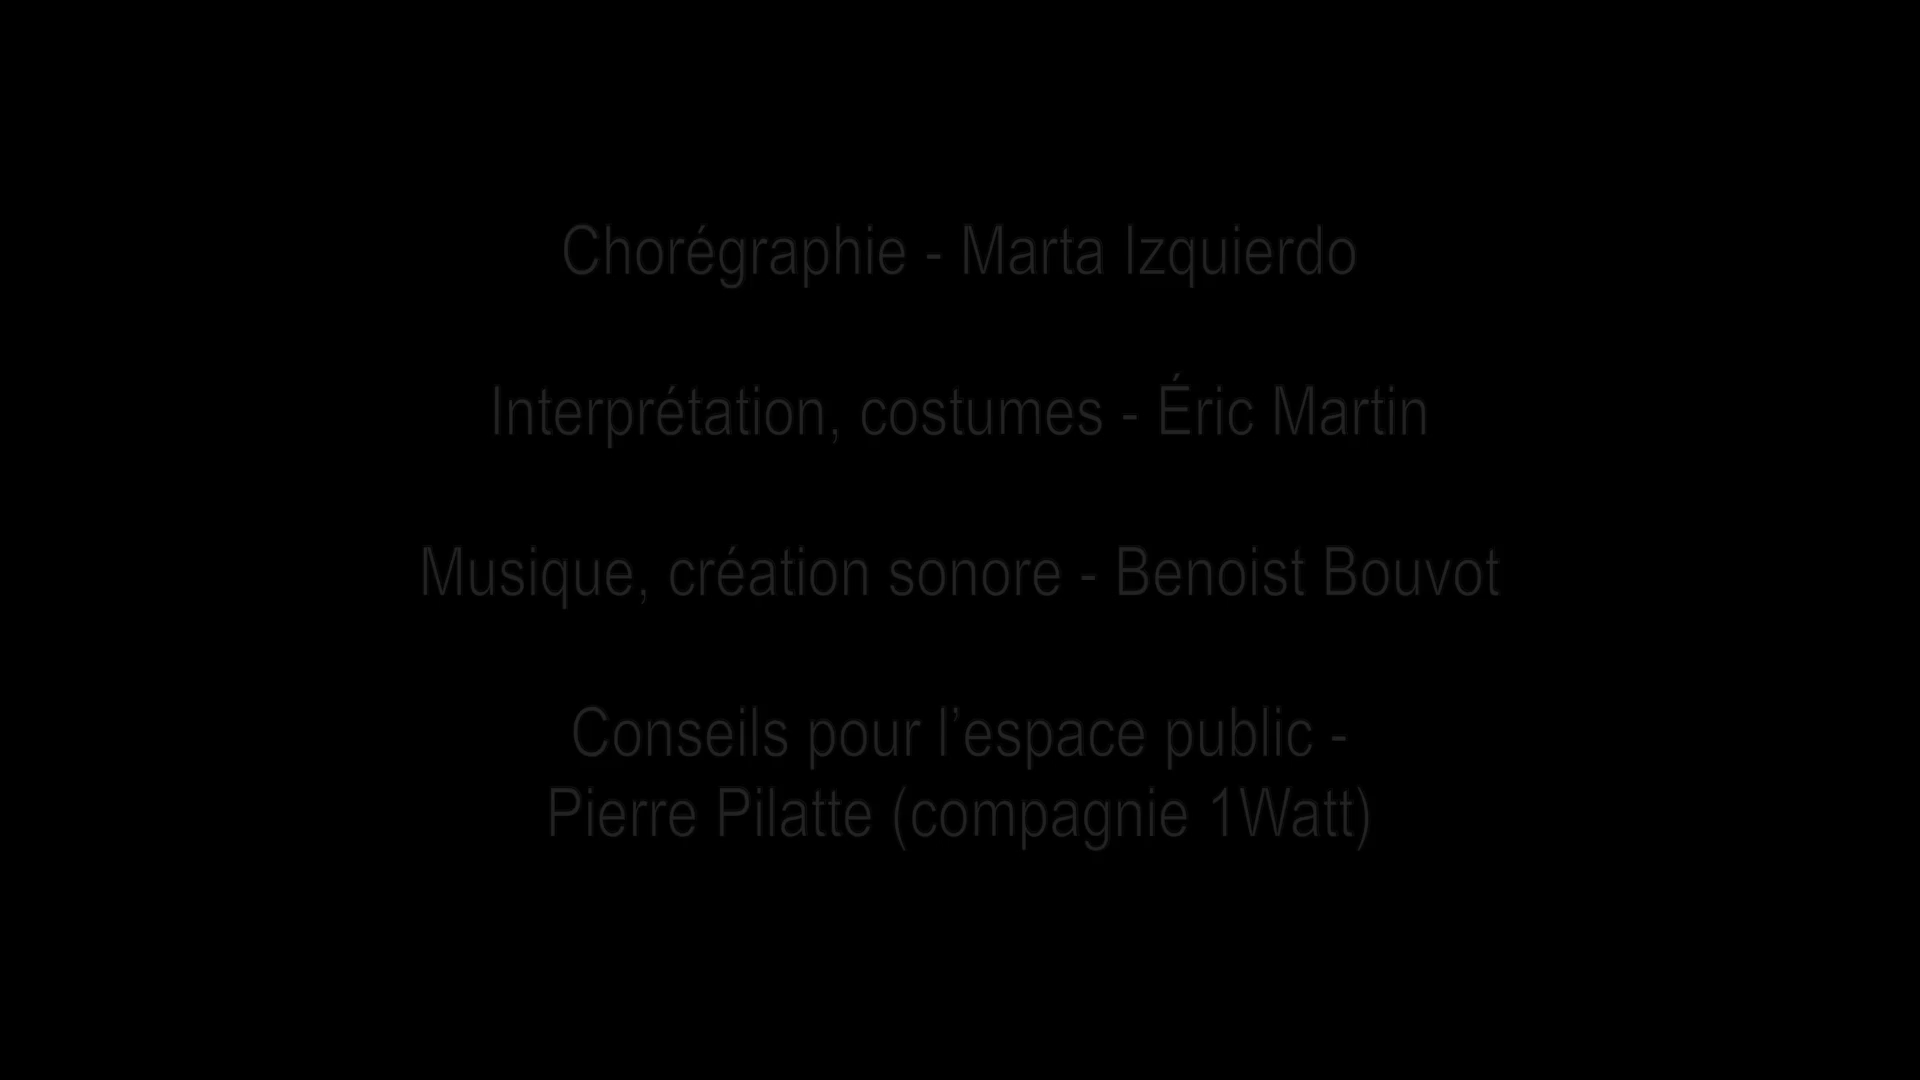 Chorégraphie - Marta Izquierdo
Interprétation, costumes - Éric Martin
Musique, création sonore - Benoist Bouvot
Conseils pour l’espace public -
Pierre Pilatte (compagnie 1Watt)